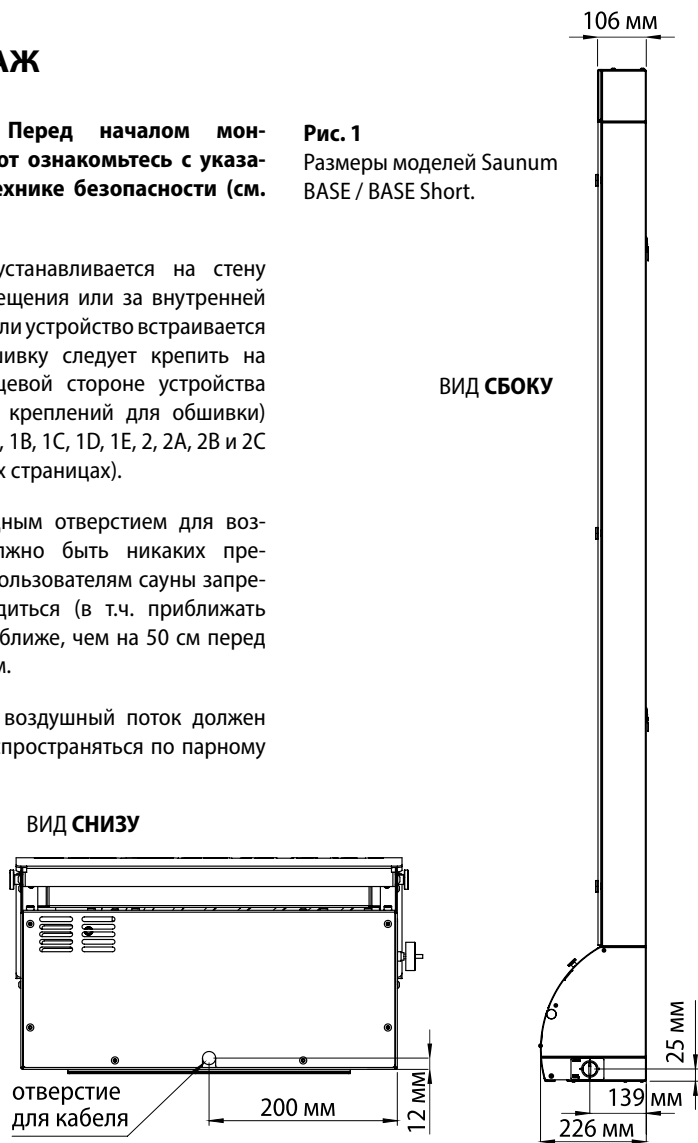 АЖ
Перед началом мон-
от ознакомьтесь с указа-
ехнике безопасности (см.
устанавливается на стену
ещения или за внутренней
ли устройство встраивается
шивку следует крепить на
цевой стороне устройства
креплений для обшивки)
, 1B, 1C, 1D, 1E, 2, 2A, 2B и 2C
х страницах).
дным отверстием для воз-
лжно быть никаких пре-
ользователям сауны запре-
диться (в т.ч. приближать
ближе, чем на 50 см перед
м.
воздушный поток должен
спространяться по парному
Рис. 1
Размеры моделей Saunum
BASE / BASE Short.
106 мм
ВИД СБОКУ
ВИД СНИЗУ
отверстие
для кабеля
200 мм
12 мм
25 мм
139 мм
226 мм